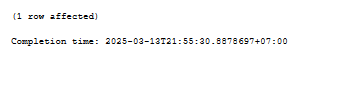 (1 row affected)
Completion time: 2025-03-13T21:55:30.8878697+07:00